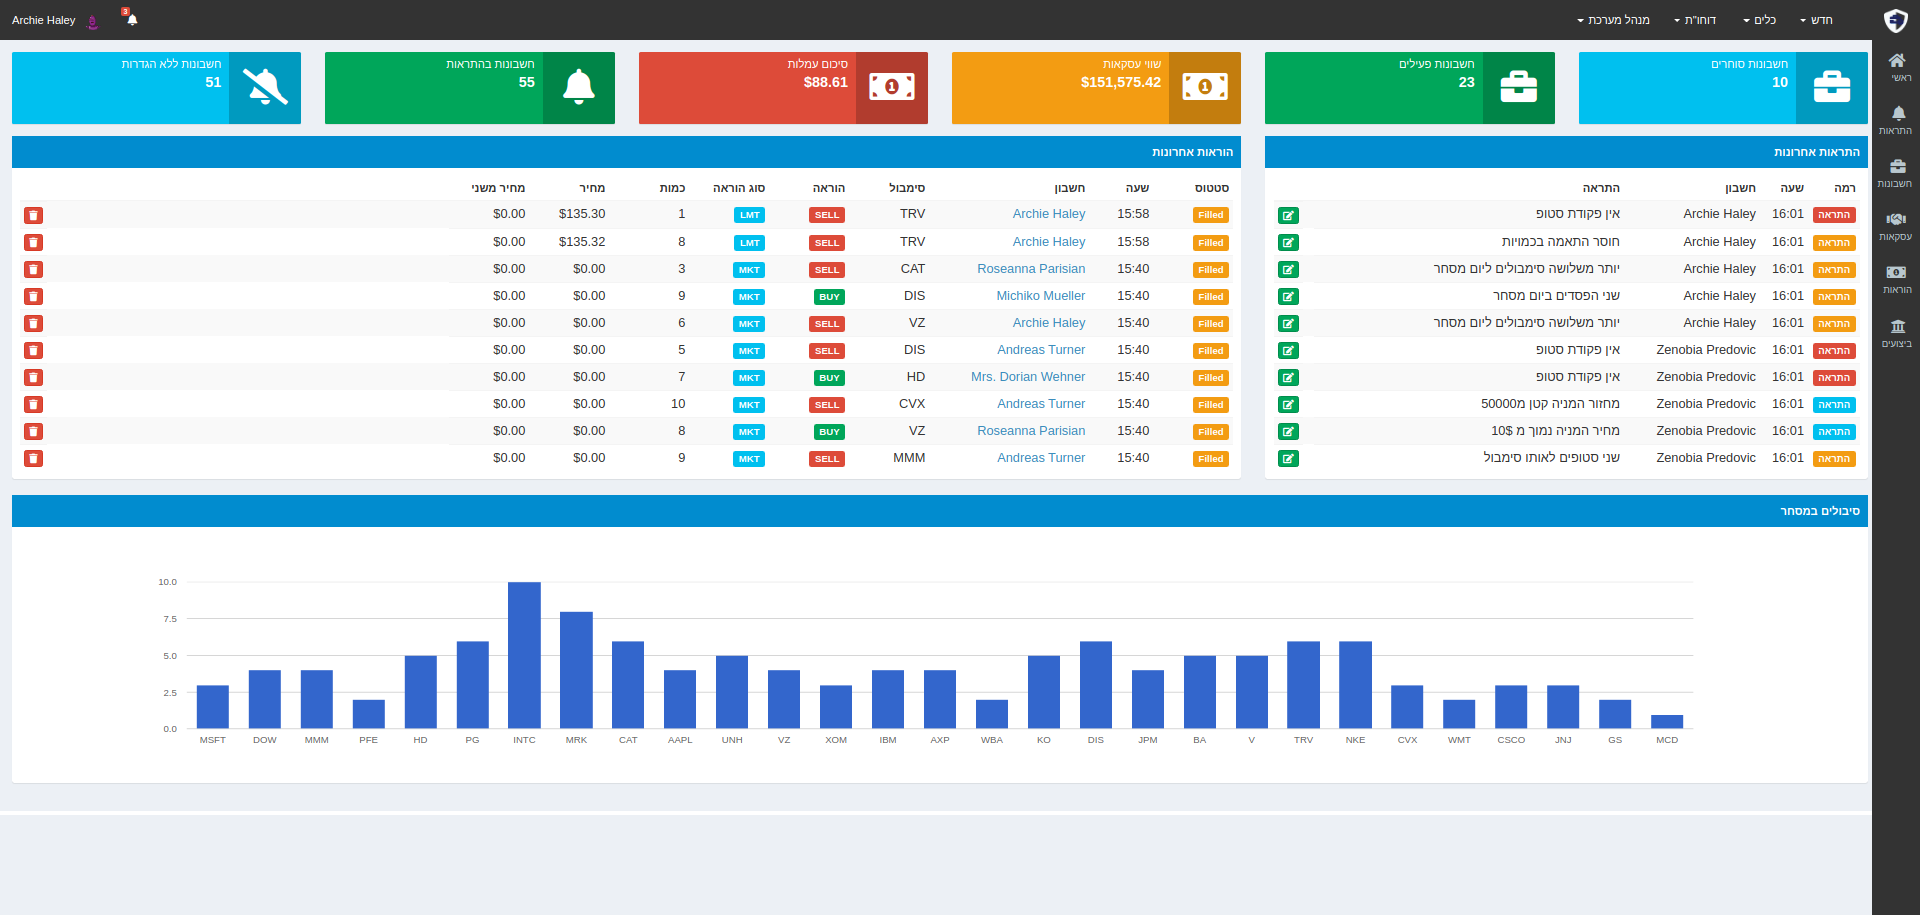 חדש
כלים
דוחו"ת
מנהל מערכת
3
Archie Haley
ראשי
התראות
חשבונות
עסקאות
הוראות
ביצועים
חשבונות סוחרים
10
חשבונות פעילים
23
שווי עסקאות
$151,575.42
סיכום עמלות
$88.61
חשבונות בהתראות
55
חשבונות ללא הגדרות
51
התראות אחרונות
רמה שעה חשבון התראה
התראה 16:01 Archie Haley אין פקודת סטופ
התראה 16:01 Archie Haley חוסר התאמה בכמויות
התראה 16:01 Archie Haley יותר משלושה סימבולים ליום מסחר
התראה 16:01 Archie Haley שני הפסדים ביום מסחר
התראה 16:01 Archie Haley יותר משלושה סימבולים ליום מסחר
התראה 16:01 Zenobia Predovic אין פקודת סטופ
התראה 16:01 Zenobia Predovic אין פקודת סטופ
התראה 16:01 Zenobia Predovic מחזור המניה קטן מ50000
התראה 16:01 Zenobia Predovic מחיר המניה נמוך מ 10$
התראה 16:01 Zenobia Predovic שני סטופים לאותו סימבול
הוראות אחרונות
סטטוס שעה חשבון סימבול הוראה סוג הוראה כמות מחיר מחיר משני
Filled 15:58 Archie Haley TRV SELL LMT 1 $135.30 $0.00
Filled 15:58 Archie Haley TRV SELL LMT 8 $135.32 $0.00
Filled 15:40 Roseanna Parisian CAT SELL MKT 3 $0.00 $0.00
Filled 15:40 Michiko Mueller DIS BUY MKT 9 $0.00 $0.00
Filled 15:40 Archie Haley VZ SELL MKT 6 $0.00 $0.00
Filled 15:40 Andreas Turner DIS SELL MKT 5 $0.00 $0.00
Filled 15:40 Mrs. Dorian Wehner HD BUY MKT 7 $0.00 $0.00
Filled 15:40 Andreas Turner CVX SELL MKT 10 $0.00 $0.00
Filled 15:40 Roseanna Parisian VZ BUY MKT 8 $0.00 $0.00
Filled 15:40 Andreas Turner MMM SELL MKT 9 $0.00 $0.00
סיבולים במסחר
10.0
7.5
5.0
2.5
0.0
MSFT DOW MMM PFE HD PG INTC MRK CAT AAPL UNH VZ XOM IBM AXP WBA KO DIS JPM BA V TRV NKE CVX WMT CSCO JNJ GS MCD